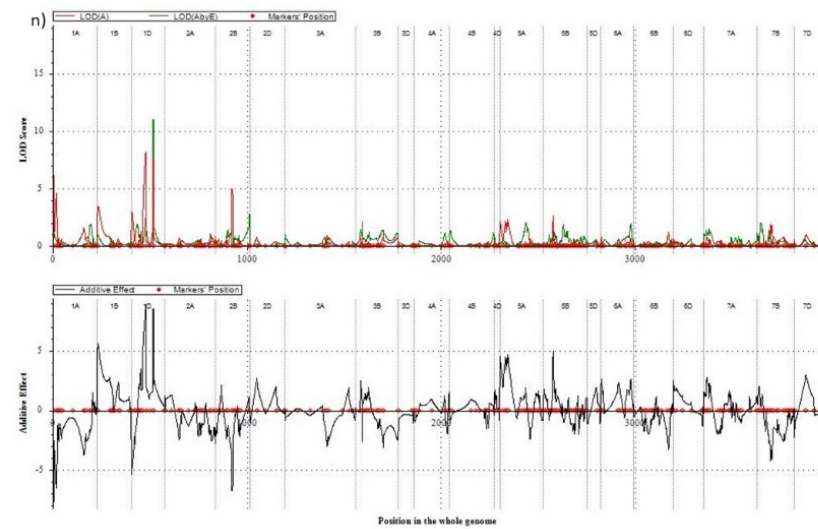 n)
LOD(A) LOD(AbyE) Markers' Position
1A 1B 1D 2A 2B 2D 3A 3B 3D 4A 4B 4D 5A 5B 5D 6A 6B 6D 7A 7B 7D
15
10
5
0
LOD Score
0 1000 2000 3000
Additive Effect Markers' Position
1A 1B 1D 2A 2B 2D 3A 3B 3D 4A 4B 4D 5A 5B 5D 6A 6B 6D 7A 7B 7D
5
0
-5
Additive Effect
0 1000 2000 3000
Position in the whole genome